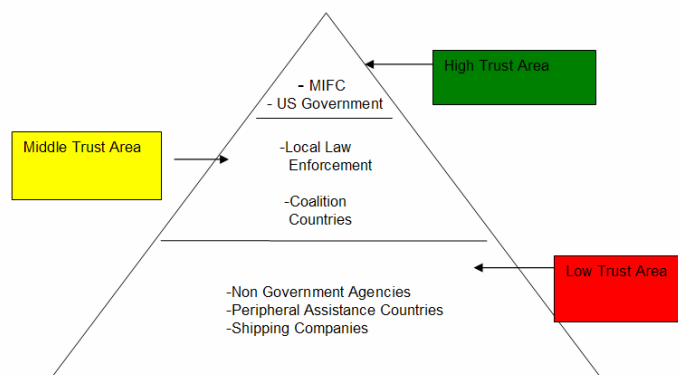 High Trust Area
- MIFC
- US Government
Middle Trust Area
-Local Law
Enforcement
-Coalition
Countries
Low Trust Area
-Non Government Agencies
-Peripheral Assistance Countries
-Shipping Companies